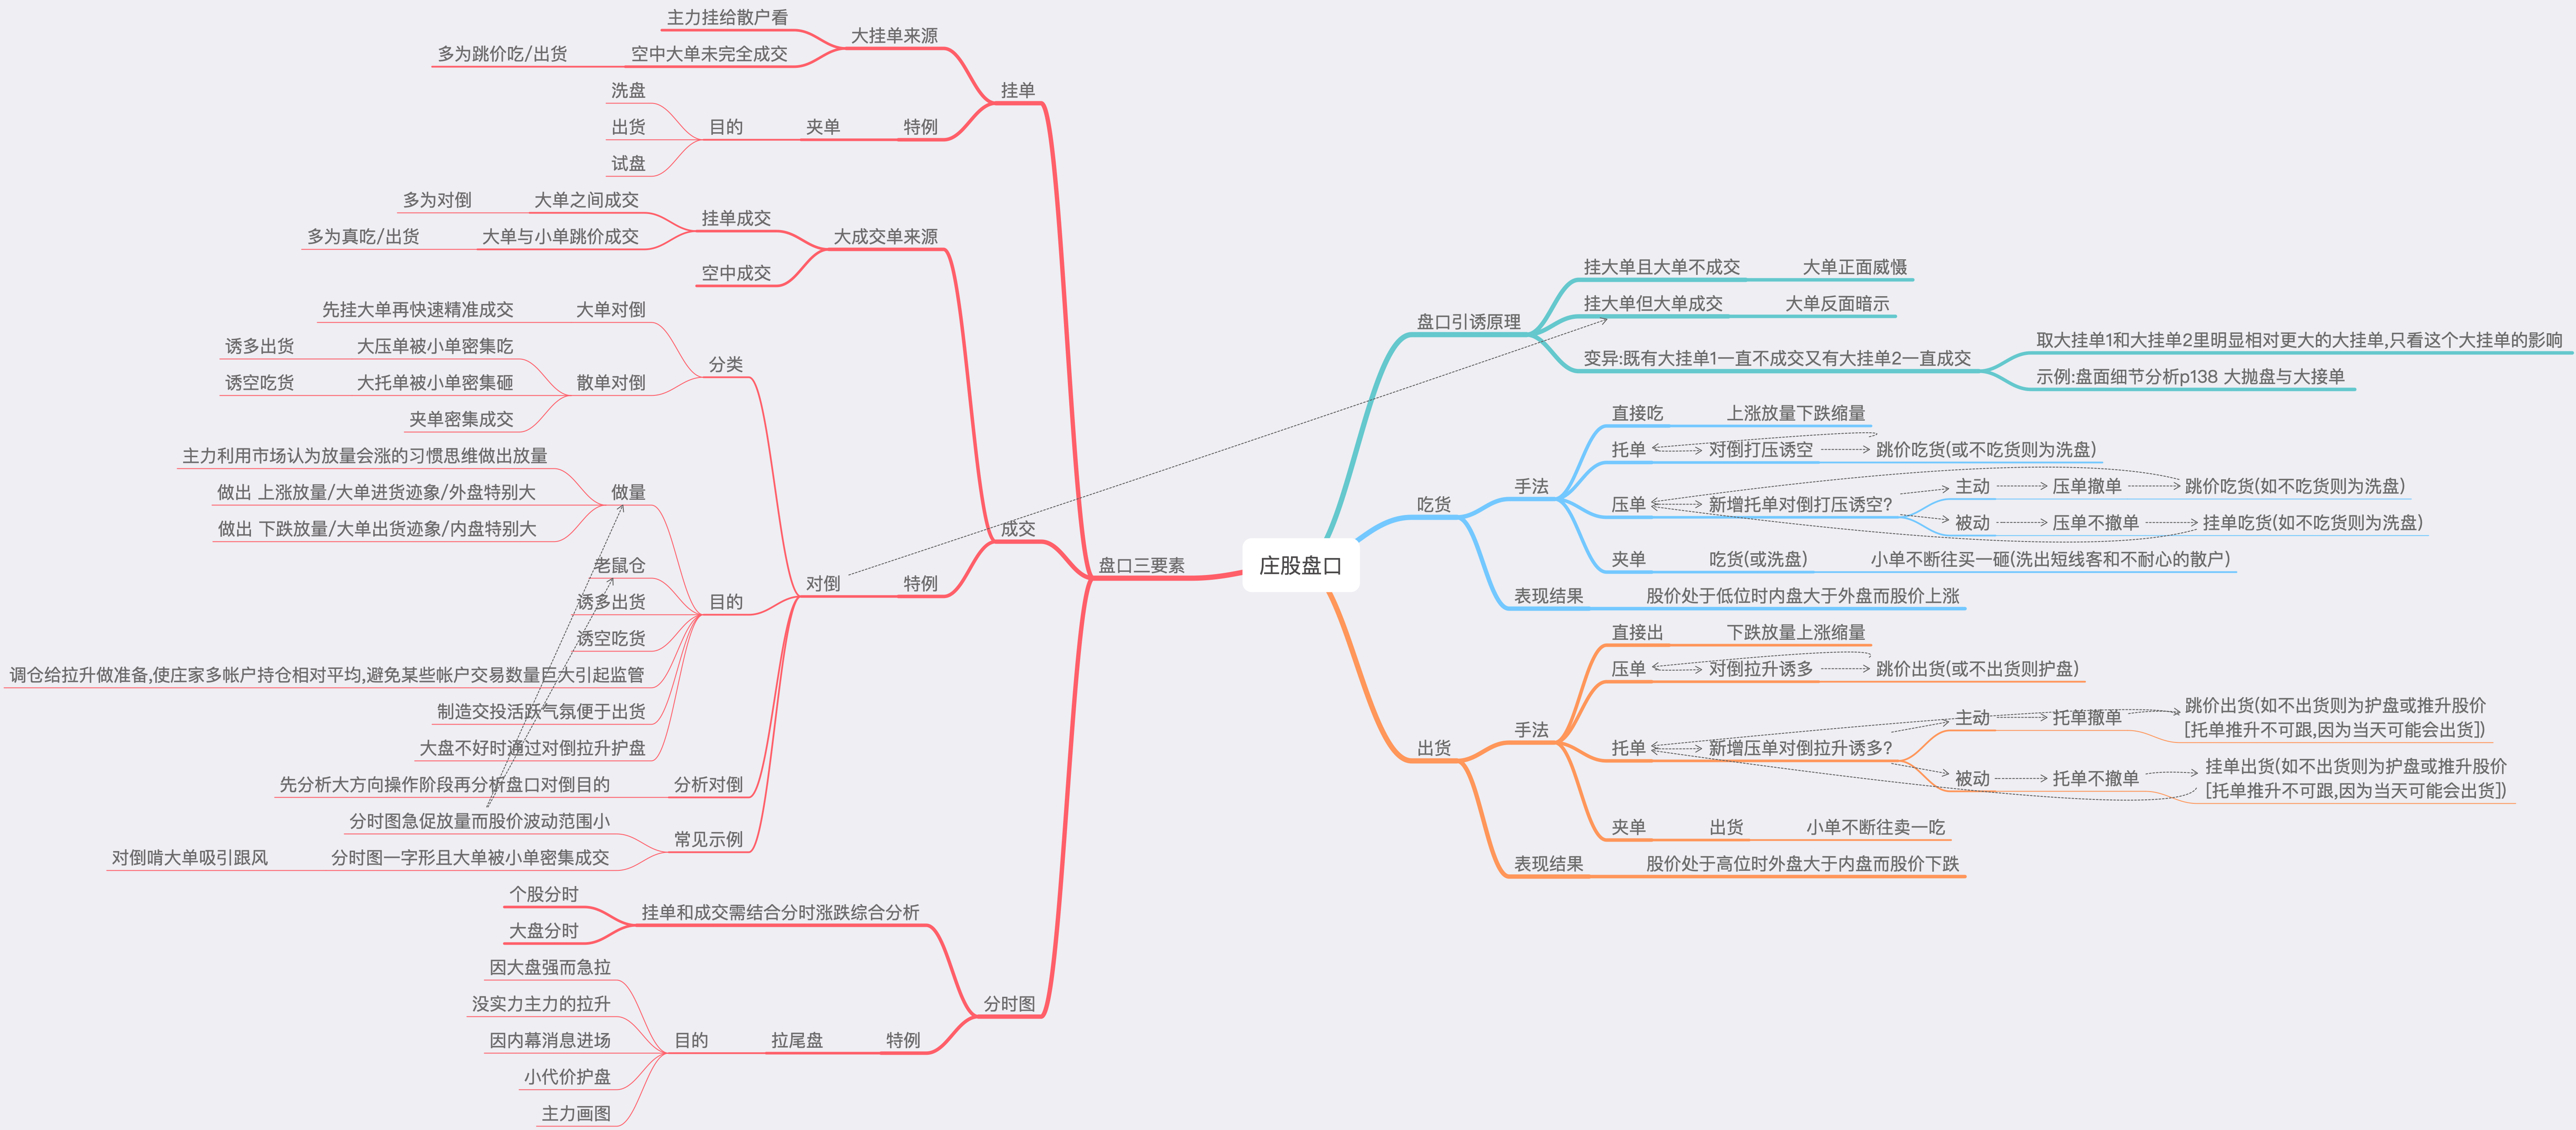 庄股盘口
盘口三要素
挂单
大挂单来源
主力挂给散户看
空中大单未完全成交
多为跳价吃/出货
特例
夹单
目的
洗盘
出货
试盘
成交
大成交单来源
挂单成交
大单之间成交
多为对倒
大单与小单跳价成交
多为真吃/出货
空中成交
特例
对倒
分类
大单对倒
先挂大单再快速精准成交
散单对倒
大压单被小单密集吃
诱多出货
大托单被小单密集砸
诱空吃货
夹单密集成交
目的
做量
主力利用市场认为放量会涨的习惯思维做出放量
做出 上涨放量/大单进货迹象/外盘特别大
做出 下跌放量/大单出货迹象/内盘特别大
老鼠仓
诱多出货
诱空吃货
调仓给拉升做准备,使庄家多帐户持仓相对平均,避免某些帐户交易数量巨大引起监管
制造交投活跃气氛便于出货
大盘不好时通过对倒拉升护盘
分析对倒
先分析大方向操作阶段再分析盘口对倒目的
常见示例
分时图急促放量而股价波动范围小
分时图一字形且大单被小单密集成交
对倒啃大单吸引跟风
分时图
挂单和成交需结合分时涨跌综合分析
个股分时
大盘分时
特例
拉尾盘
目的
因大盘强而急拉
没实力主力的拉升
因内幕消息进场
小代价护盘
主力画图
盘口引诱原理
挂大单且大单不成交
大单正面威慑
挂大单但大单成交
大单反面暗示
变异:既有大挂单1一直不成交又有大挂单2一直成交
取大挂单1和大挂单2里明显相对更大的大挂单,只看这个大挂单的影响
示例:盘面细节分析p138 大抛盘与大接单
吃货
手法
直接吃
上涨放量下跌缩量
托单
对倒打压诱空
跳价吃货(或不吃货则为洗盘)
压单
新增托单对倒打压诱空?
主动
压单撤单
跳价吃货(如不吃货则为洗盘)
被动
压单不撤单
挂单吃货(如不吃货则为洗盘)
夹单
吃货(或洗盘)
小单不断往买一砸(洗出短线客和不耐心的散户)
表现结果
股价处于低位时内盘大于外盘而股价上涨
出货
手法
直接出
下跌放量上涨缩量
压单
对倒拉升诱多
跳价出货(或不出货则护盘)
托单
新增压单对倒拉升诱多?
主动
托单撤单
跳价出货(如不出货则为护盘或推升股价
[托单推升不可跟,因为当天可能会出货])
被动
托单不撤单
挂单出货(如不出货则为护盘或推升股价
[托单推升不可跟,因为当天可能会出货])
夹单
出货
小单不断往卖一吃
表现结果
股价处于高位时外盘大于内盘而股价下跌